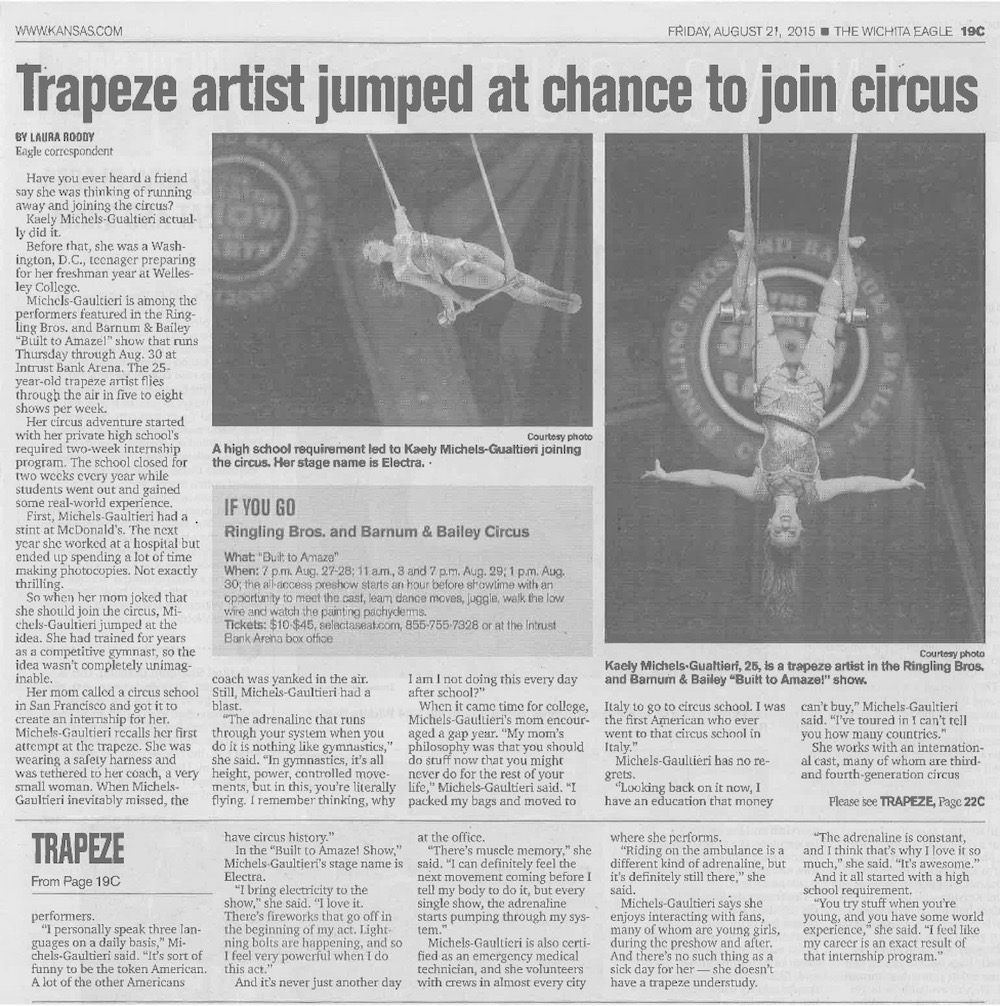 WWW.KANSAS.COM
FRIDAY, AUGUST 21, 2015 ■ THE WICHITA EAGLE 19C
Trapeze artist jumped at chance to join circus
BY LAURA RODDY
Eagle correspondent
Have you ever heard a friend
say she was thinking of running
away and joining the circus?
Kaely Michels-Gualtieri actual-
ly did it.
Before that, she was a Wash-
ington, D.C., teenager preparing
for her freshman year at Welles-
ley College.
Michels-Gaultieri is among the
performers featured in the Ring-
ling Bros. and Barnum & Bailey
"Built to Amaze!" show that runs
Thursday through Aug. 30 at
Intrust Bank Arena. The 25-
year-old trapeze artist flies
through the air in five to eight
shows per week.
Her circus adventure started
with her private high school's
required two-week internship
program. The school closed for
two weeks every year while
students went out and gained
some real-world experience.
First, Michels-Gaultieri had a
stint at McDonald's. The next
year she worked at a hospital but
ended up spending a lot of time
making photocopies. Not exactly
thrilling.
So when her mom joked that
she should join the circus, Mi-
chels-Gaultieri jumped at the
idea. She had trained for years
as a competitive gymnast, so the
idea wasn't completely unimag-
inable.
Her mom called a circus school
in San Francisco and got it to
create an internship for her.
Michels-Gaultieri recalls her first
attempt at the trapeze. She was
wearing a safety harness and
was tethered to her coach, a very
small woman. When Michels-
Gaultieri inevitably missed, the
Courtesy photo
A high school requirement led to Kaely Michels-Gualtieri joining
the circus. Her stage name is Electra.
IF YOU GO
Ringling Bros. and Barnum & Bailey Circus
What: "Built to Amaze"
When: 7 p.m. Aug. 27-28; 11 a.m., 3 and 7 p.m. Aug. 29; 1 p.m. Aug.
30; the all-access preshow starts an hour before showtime with an
opportunity to meet the cast, learn dance moves, juggle, walk the low
wire and watch the painting pachyderms.
Tickets: $10-$45, selectaseat.com, 855-755-7328 or at the Intrust
Bank Arena box office
RINGLING BROS AND BARNUM & BAILEY
Courtesy photo
Kaely Michels-Gualtieri, 25, is a trapeze artist in the Ringling Bros.
and Barnum & Bailey "Built to Amaze!" show.
coach was yanked in the air.
Still, Michels-Gaultieri had a
blast.
"The adrenaline that runs
through your system when you
do it is nothing like gymnastics,"
she said. "In gymnastics, it's all
height, power, controlled move-
ments, but in this, you're literally
flying. I remember thinking, why
am I not doing this every day
after school?"
When it came time for college,
Michels-Gaultieri's mom encour-
aged a gap year. "My mom's
philosophy was that you should
do stuff now that you might
never do for the rest of your
life," Michels-Gaultieri said. "I
packed my bags and moved to
Italy to go to circus school. I was
the first American who ever
went to that circus school in
Italy."
Michels-Gaultieri has no re-
grets.
"Looking back on it now, I
have an education that money
can't buy," Michels-Gaultieri
said. "I've toured in I can't tell
you how many countries."
She works with an internation-
al cast, many of whom are third-
and fourth-generation circus
Please see TRAPEZE, Page 22C
TRAPEZE
From Page 19C
performers.
"I personally speak three lan-
guages on a daily basis," Mi-
chels-Gaultieri said. "It's sort of
funny to be the token American.
A lot of the other Americans
have circus history."
In the "Built to Amaze! Show,"
Michels-Gaultieri's stage name is
Electra.
"I bring electricity to the
show," she said. "I love it.
There's fireworks that go off in
the beginning of my act. Light-
ning bolts are happening, and so
I feel very powerful when I do
this act."
And it's never just another day
at the office.
"There's muscle memory," she
said. "I can definitely feel the
next movement coming before I
tell my body to do it, but every
single show, the adrenaline
starts pumping through my sys-
tem."
Michels-Gaultieri is also certi-
fied as an emergency medical
technician, and she volunteers
with crews in almost every city
where she performs.
"Riding on the ambulance is a
different kind of adrenaline, but
it's definitely still there," she
said.
Michels-Gaultieri says she
enjoys interacting with fans,
many of whom are young girls,
during the preshow and after.
And there's no such thing as a
sick day for her — she doesn't
have a trapeze understudy.
"The adrenaline is constant,
and I think that's why I love it so
much," she said. "It's awesome."
And it all started with a high
school requirement.
"You try stuff when you're
young, and you have some world
experience," she said. "I feel like
my career is an exact result of
that internship program."